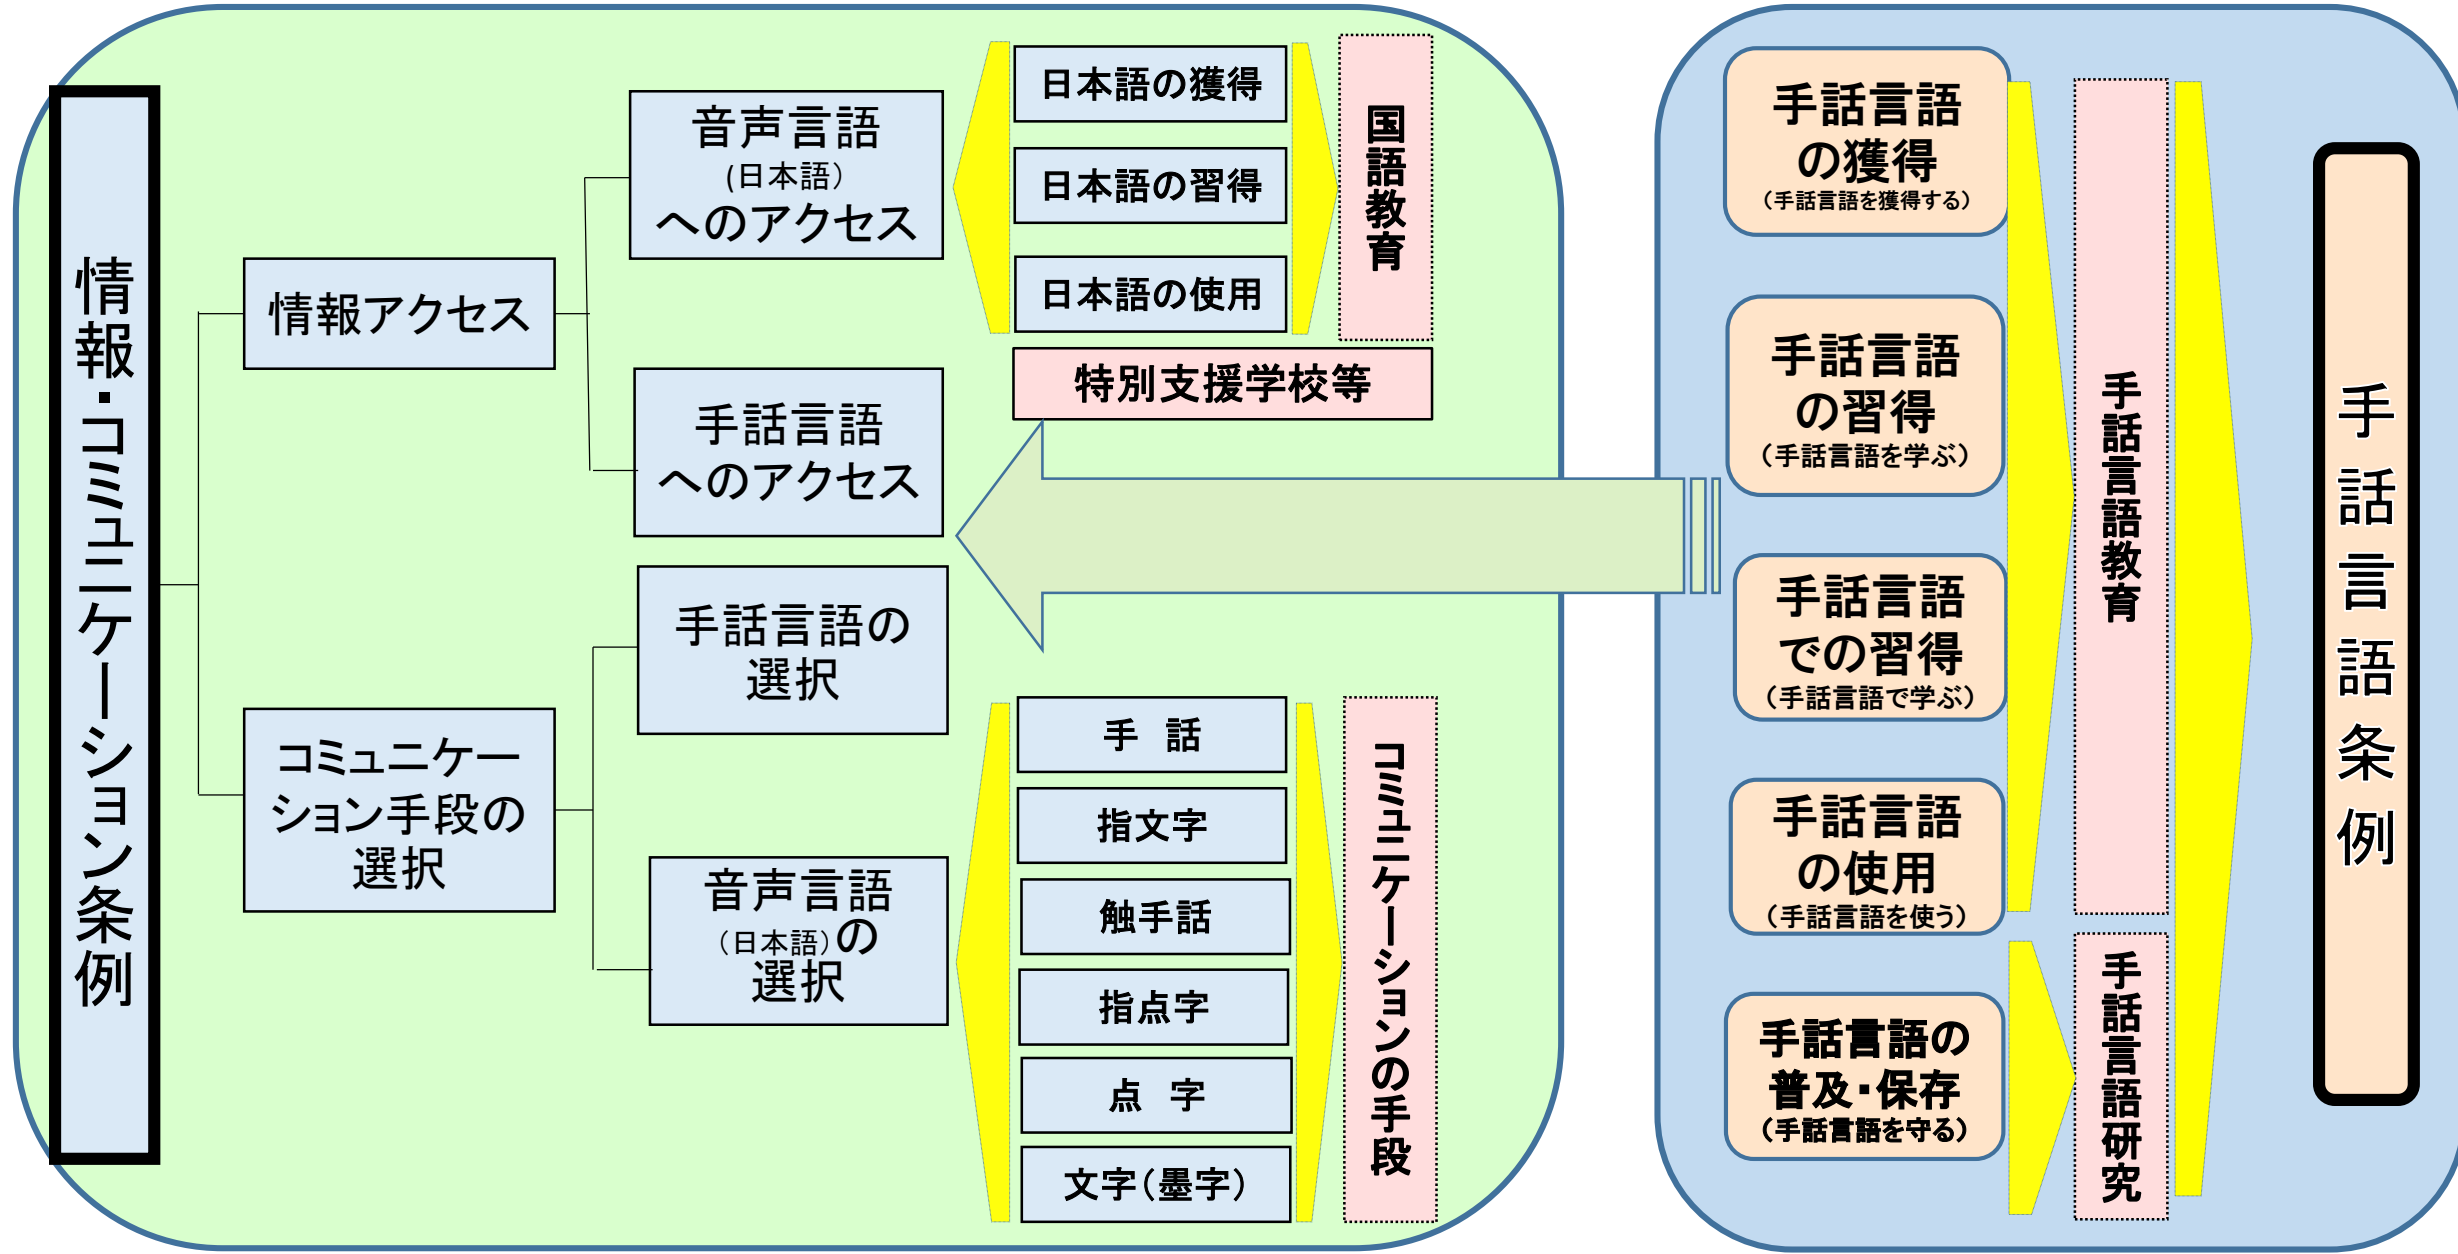 情報・コミュニケーション条例
情報アクセス
コミュニケー
ション手段の
選択
音声言語
(日本語）
へのアクセス
手話言語
へのアクセス
手話言語の
選択
音声言語
（日本語）の
選択
日本語の獲得
日本語の習得
日本語の使用
国語教育
特別支援学校等
手　話
指文字
触手話
指点字
点　字
文字（墨字）
コミュニケーションの手段
手話言語
の獲得
（手話言語を獲得する）
手話言語
の習得
（手話言語を学ぶ）
手話言語
での習得
（手話言語で学ぶ）
手話言語
の使用
（手話言語を使う）
手話言語の
普及・保存
（手話言語を守る）
手話言語教育
手話言語研究
手話言語条例